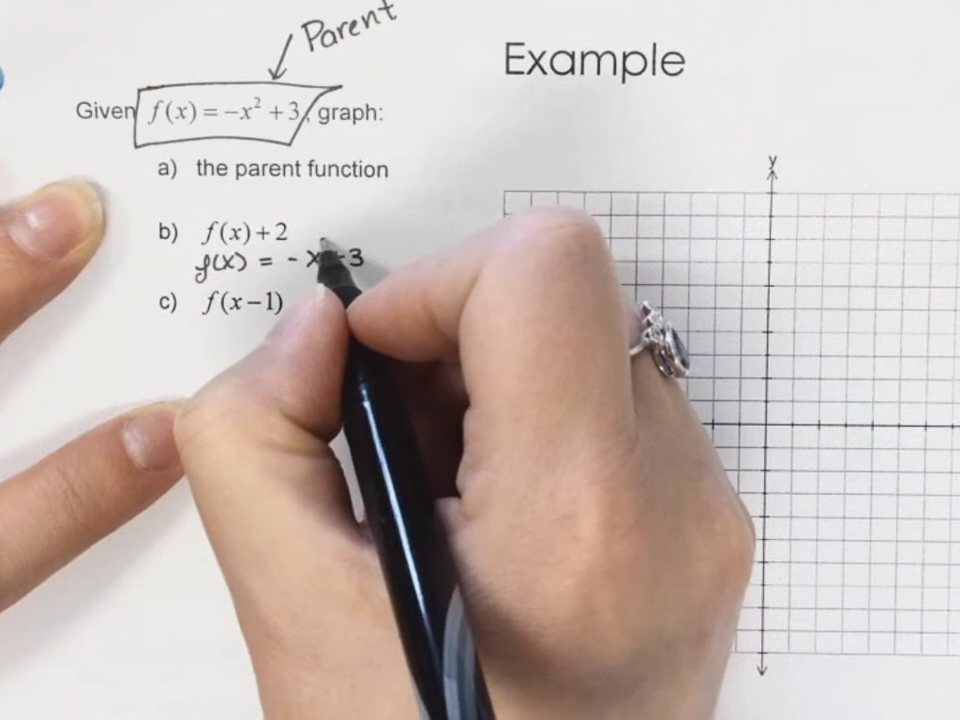 Parent
Example
Given f(x) = -x² + 3, graph:
a) the parent function
b) f(x) + 2
f(x) = - x - 3
c) f(x - 1)
y